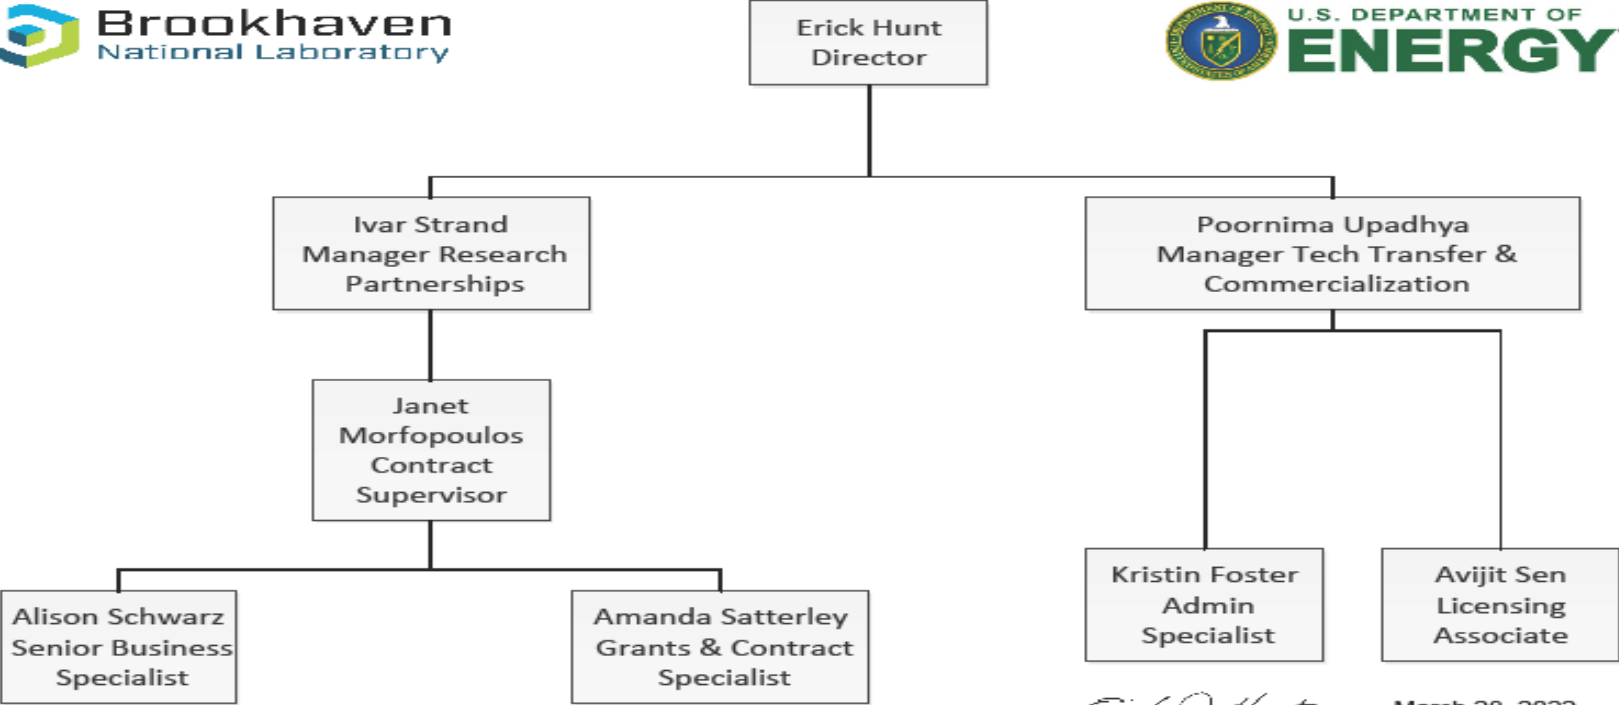 Brookhaven
National Laboratory
Erick Hunt
Director
U.S. DEPARTMENT OF
ENERGY
Ivar Strand
Manager Research
Partnerships
Poornima Upadhya
Manager Tech Transfer &
Commercialization
Janet
Morfopoulos
Contract
Supervisor
Kristin Foster
Admin
Specialist
Avijit Sen
Licensing
Associate
Alison Schwarz
Senior Business
Specialist
Amanda Satterley
Grants & Contract
Specialist